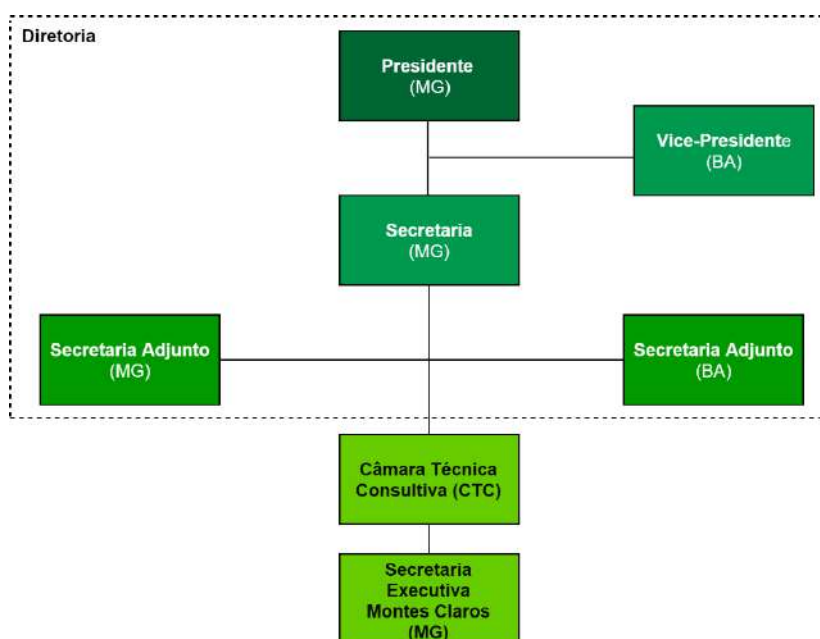 Diretoria
Presidente
(MG)
Vice-Presidente
(BA)
Secretaria
(MG)
Secretaria Adjunto
(MG)
Secretaria Adjunto
(BA)
Câmara Técnica
Consultiva (CTC)
Secretaria
Executiva
Montes Claros
(MG)